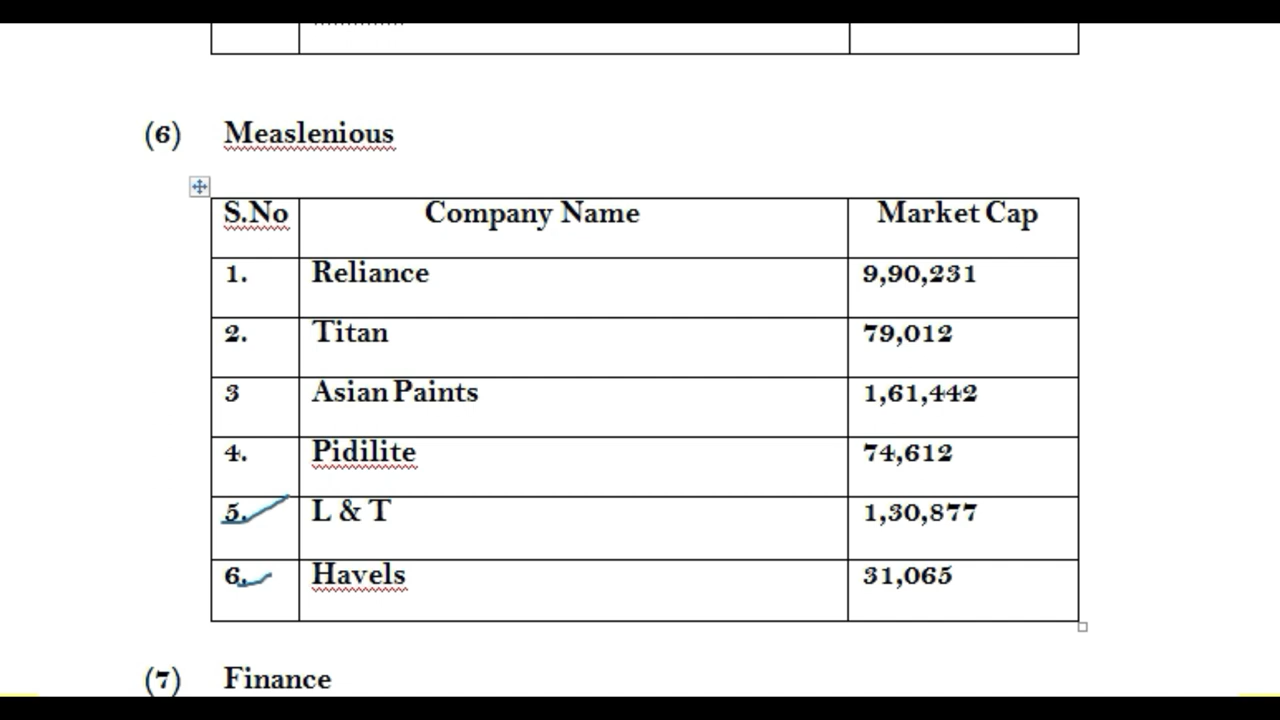 (6) Measlenious
S.No Company Name Market Cap
1. Reliance 9,90,231
2. Titan 79,012
3 Asian Paints 1,61,442
4. Pidilite 74,612
5. L & T 1,30,877
6. Havels 31,065
(7) Finance